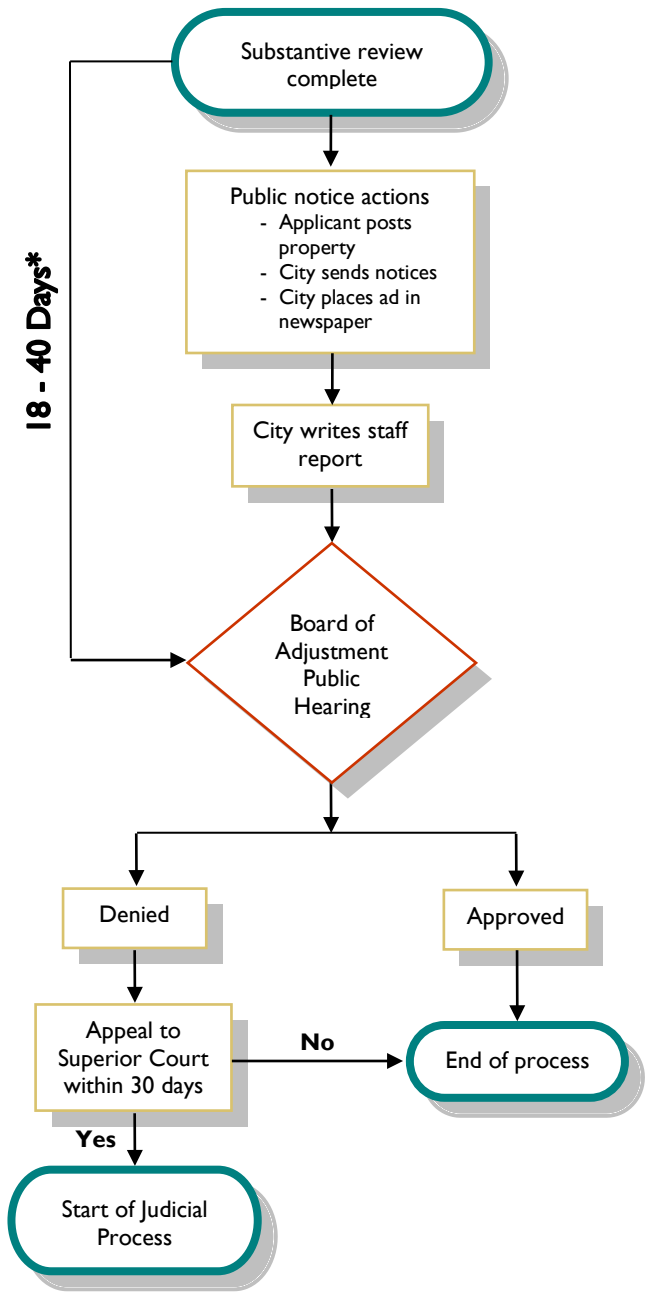 Substantive review
complete
18 - 40 Days*
Public notice actions
- Applicant posts
property
- City sends notices
- City places ad in
newspaper
City writes staff
report
Board of
Adjustment
Public
Hearing
Denied
Approved
Appeal to
Superior Court
within 30 days
No
End of process
Yes
Start of Judicial
Process